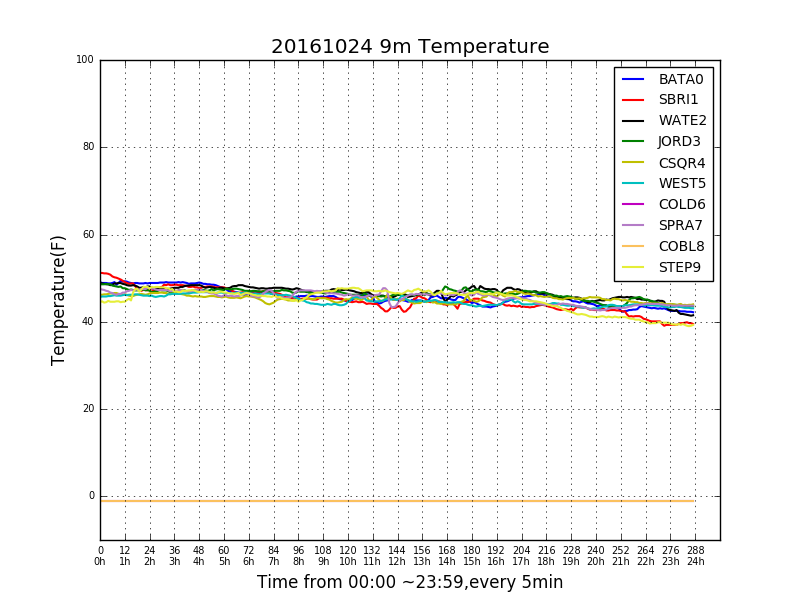 20161024 9m Temperature
100
80
60
40
20
0
Temperature(F)
BATA0
SBRI1
WATE2
JORD3
CSQR4
WEST5
COLD6
SPRA7
COBL8
STEP9
0 12 24 36 48 60 72 84 96 108 120 132 144 156 168 180 192 204 216 228 240 252 264 276 288
0h 1h 2h 3h 4h 5h 6h 7h 8h 9h 10h 11h 12h 13h 14h 15h 16h 17h 18h 19h 20h 21h 22h 23h 24h
Time from 00:00 ~23:59,every 5min